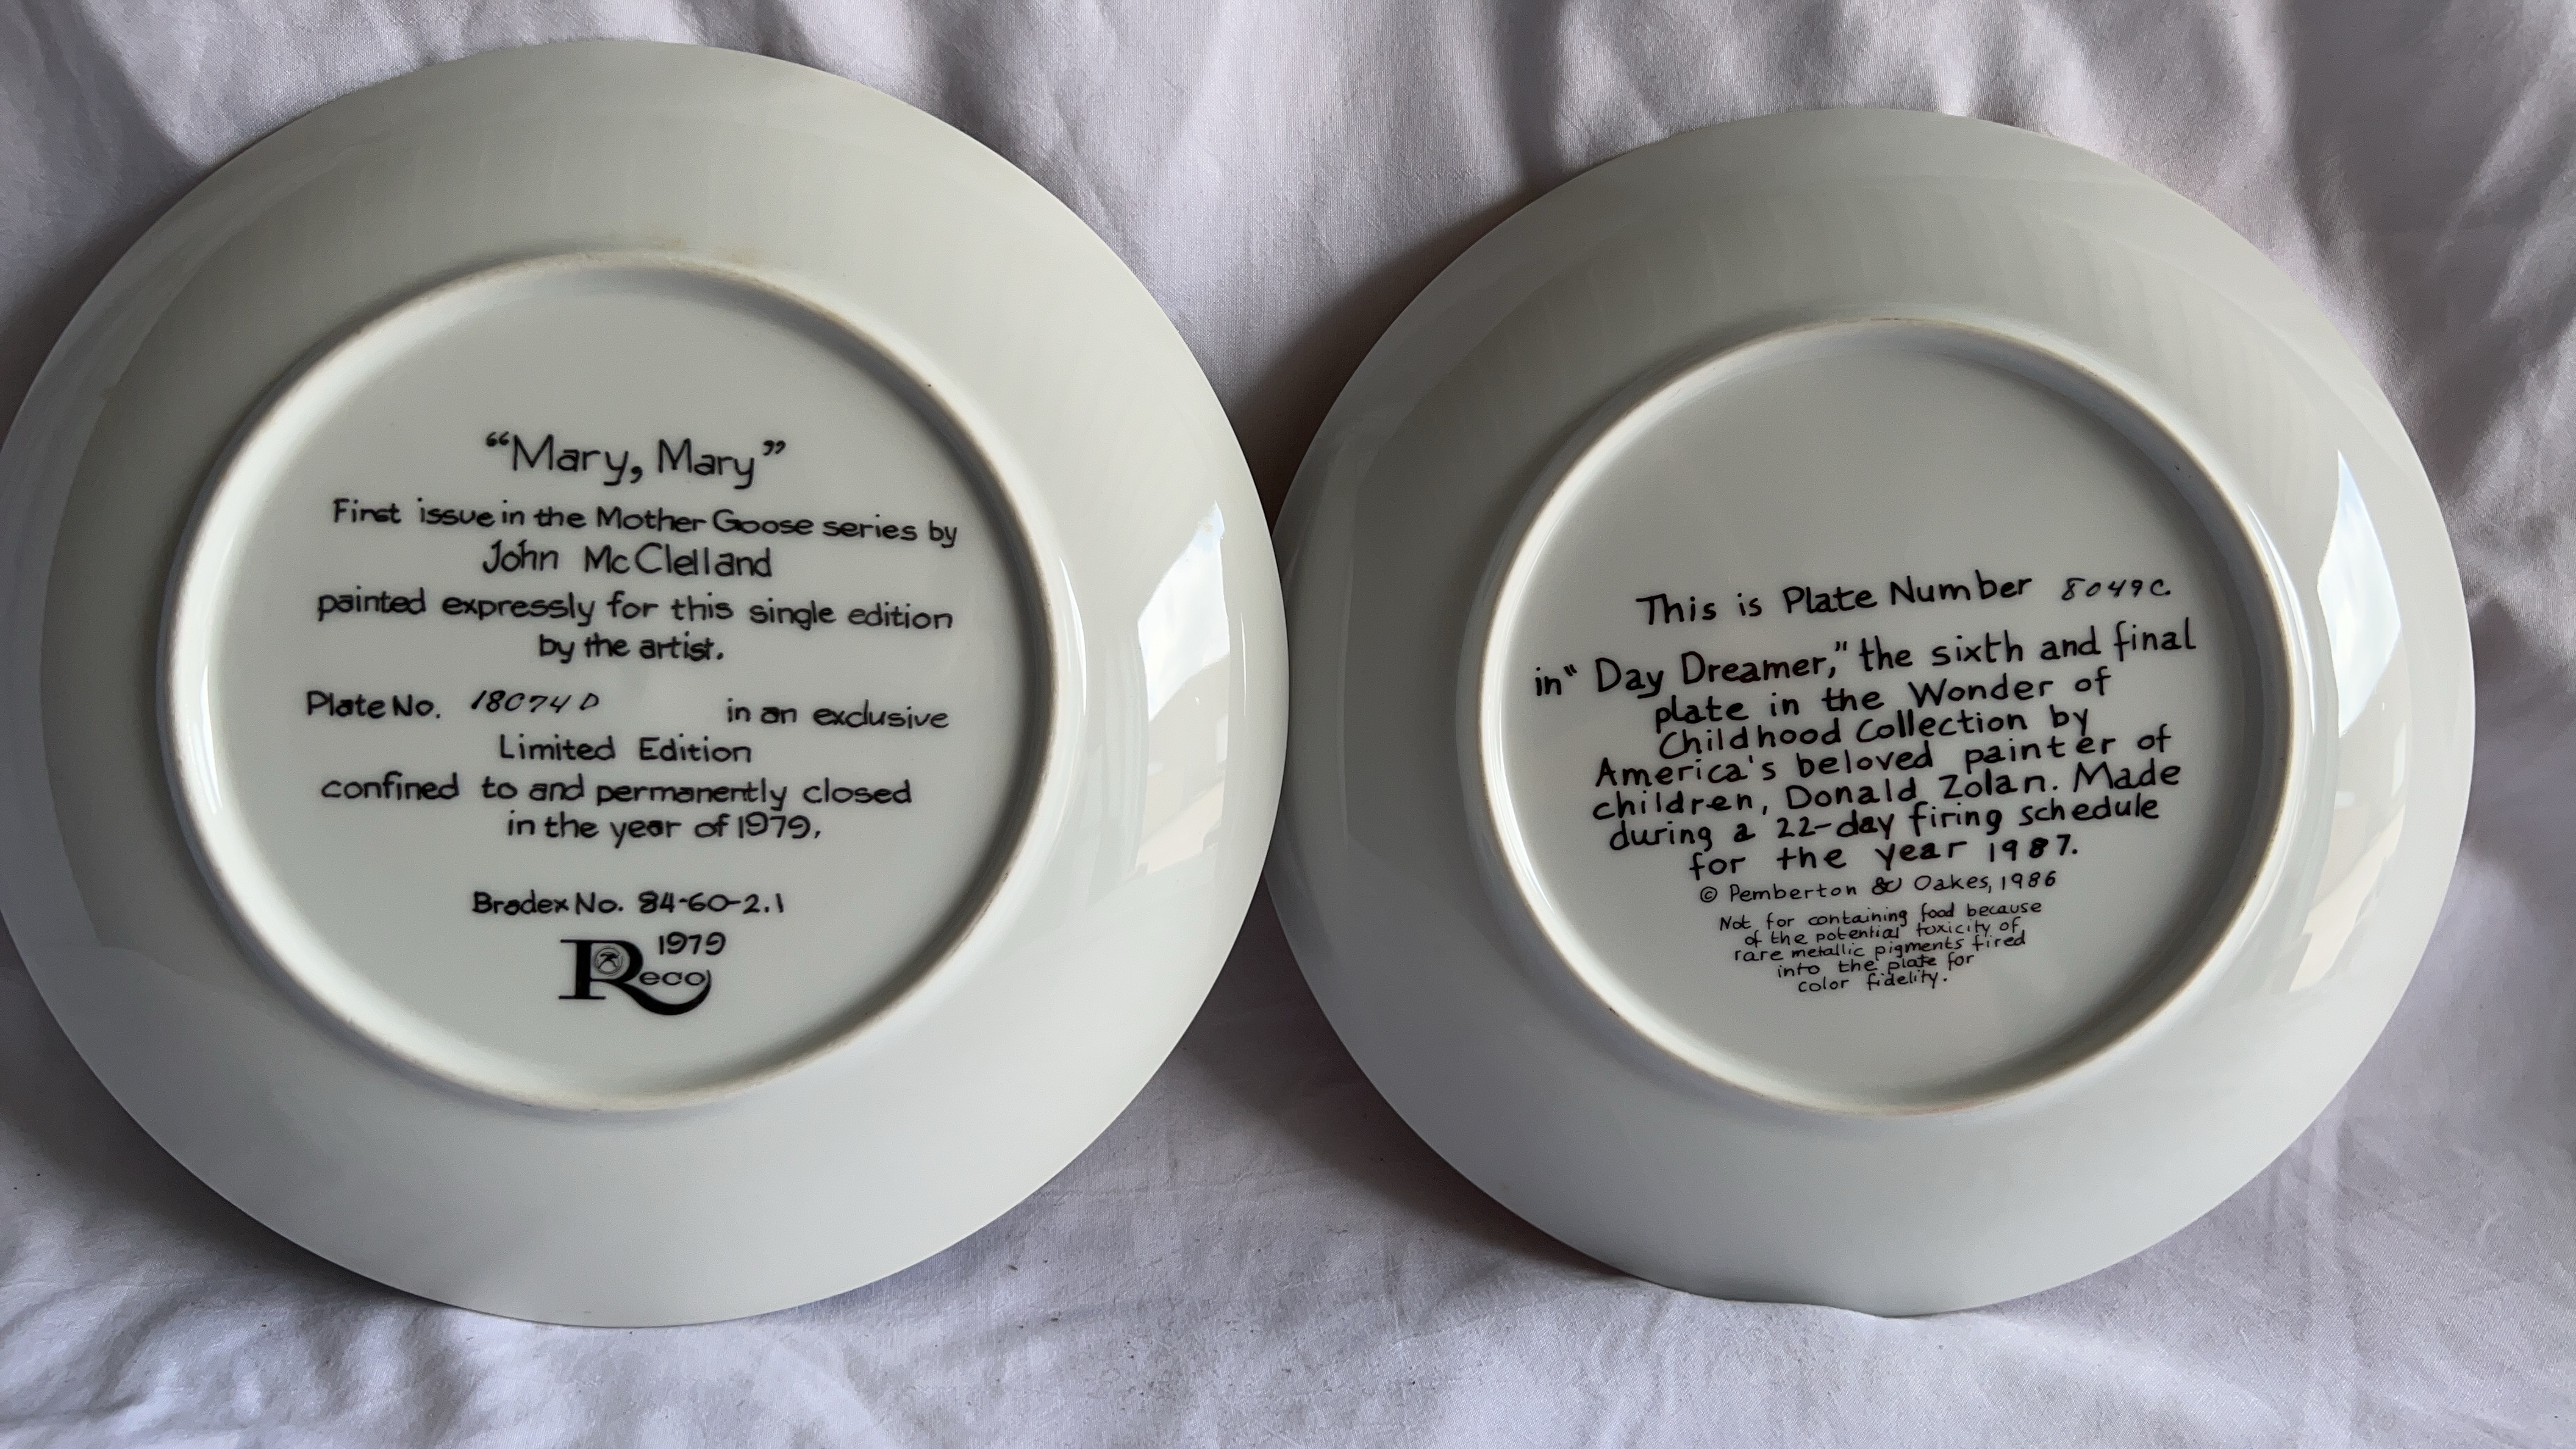 “Mary, Mary”
First issue in the Mother Goose series by
John McClelland
painted expressly for this single edition
by the artist.
Plate No. 18074 D in an exclusive
Limited Edition
confined to and permanently closed
in the year of 1979.
Bradex No. 84-60-2.1
1979
Reco
This is Plate Number 8049C.
in “Day Dreamer,” the sixth and final
plate in the Wonder of
Childhood Collection by
America's beloved painter of
children, Donald Zolan. Made
during a 22-day firing schedule
for the year 1987.
© Pemberton & Oakes, 1986
Not for containing food because
of the potential toxicity of
rare metallic pigments fired
into the plate for
color fidelity.